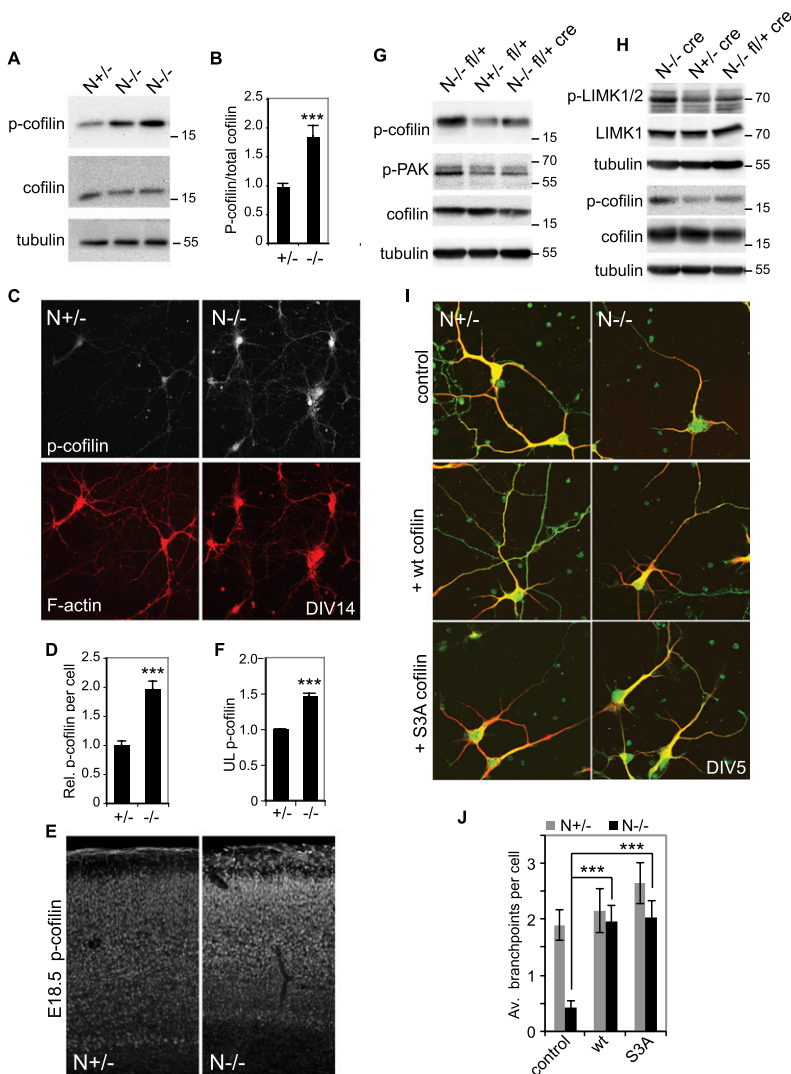 A
N+/-
N-/-
N-/-
p-cofilin
15
cofilin
15
tubulin
55
B
P-cofilin/total cofilin
2.5
2.0
1.5
1.0
0.5
0
***
+/-
-/-
G
N-/- fl/+
N+/- fl/+
N-/- fl/+ cre
p-cofilin
15
p-PAK
70
55
cofilin
15
tubulin
55
H
N-/- cre
N+/- cre
N-/- fl/+ cre
p-LIMK1/2
70
LIMK1
70
tubulin
55
p-cofilin
15
cofilin
15
tubulin
55
C
N+/-
N-/-
p-cofilin
F-actin
DIV14
D
Rel. p-cofilin per cell
2.5
2.0
1.5
1.0
0.5
0
***
+/-
-/-
F
UL p-cofilin
2.0
1.5
1.0
0.5
0
***
+/-
-/-
E
E18.5 p-cofilin
N+/-
N-/-
I
N+/-
N-/-
control
+ wt cofilin
+ S3A cofilin
DIV5
J
N+/-
N-/-
Av. branchpoints per cell
3
2
1
0
***
***
control
wt
S3A